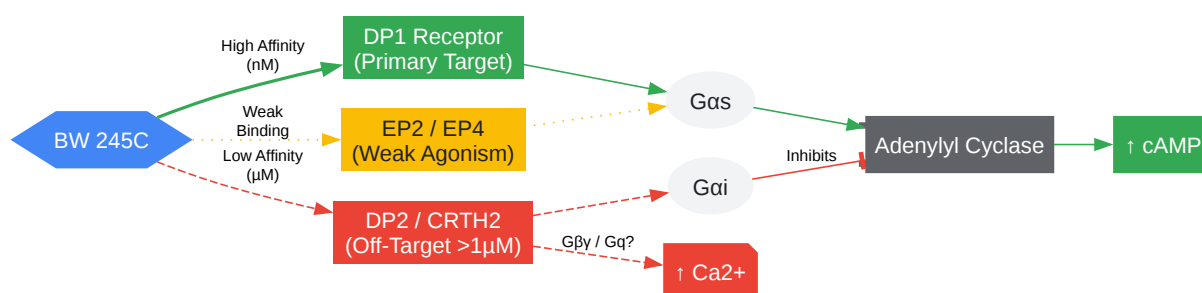 BW 245C
High Affinity
(nM)
Weak
Binding
Low Affinity
(µM)
DP1 Receptor
(Primary Target)
EP2 / EP4
(Weak Agonism)
DP2 / CRTH2
(Off-Target >1µM)
Gβγ / Gq?
Gαs
Gαi
↑ Ca2+
Inhibits
Adenylyl Cyclase
↑ cAMP